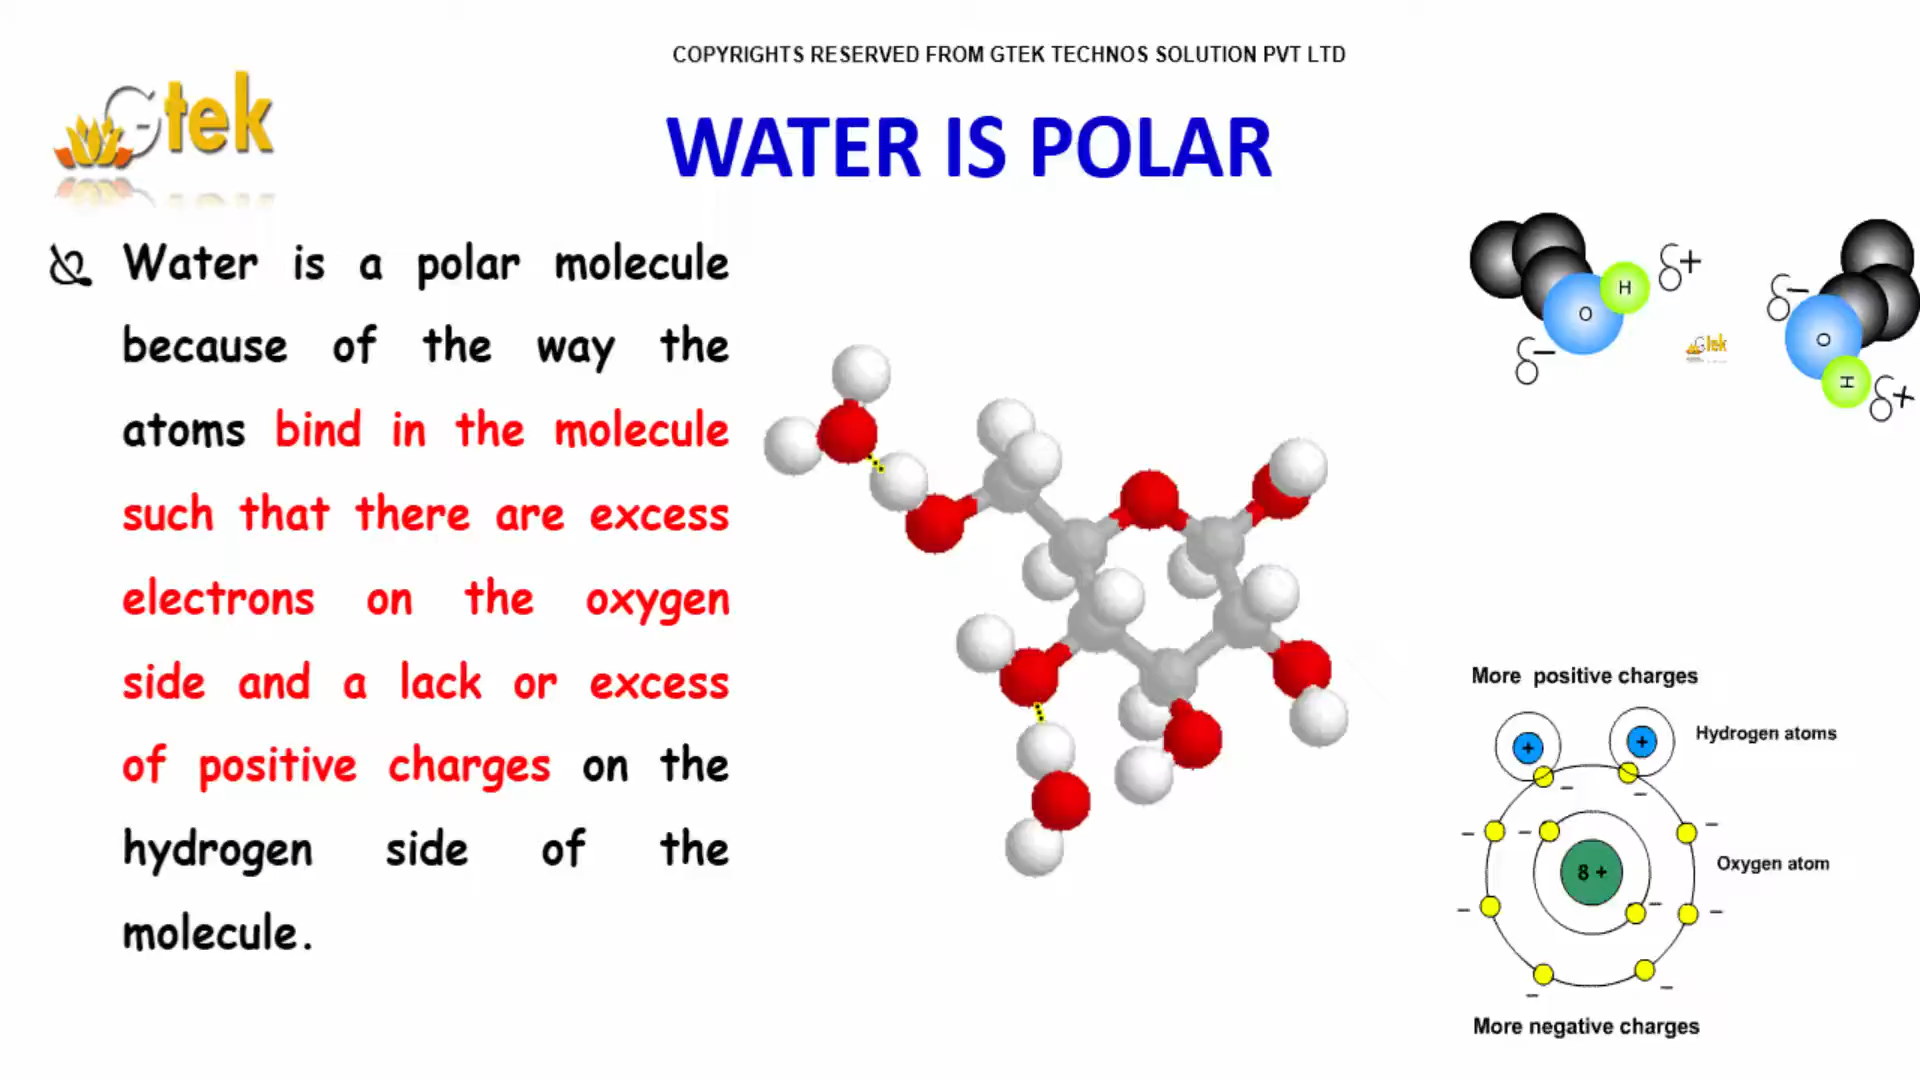 COPYRIGHTS RESERVED FROM GTEK TECHNOS SOLUTION PVT LTD
Gtek
WATER IS POLAR
Water is a polar molecule
because of the way the
atoms bind in the molecule
such that there are excess
electrons on the oxygen
side and a lack or excess
of positive charges on the
hydrogen side of the
molecule.
H δ+
O
δ−
Gtek
δ−
O
H δ+
More positive charges
+ +
Hydrogen atoms
− −
− − −
Oxygen atom
8 +
− − −
− −
More negative charges